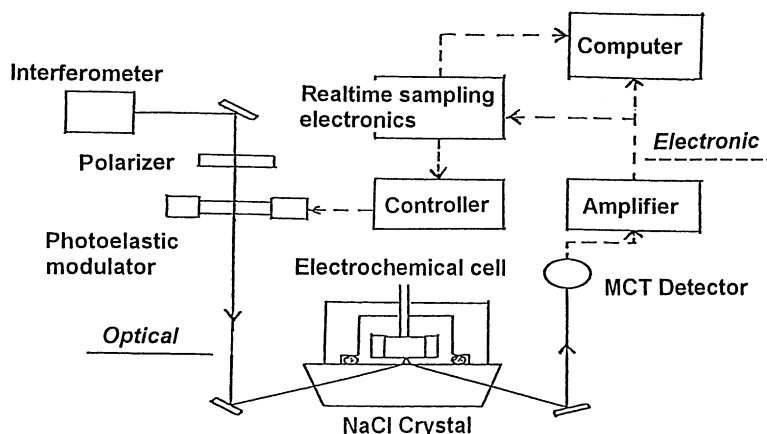 Computer
Interferometer
Realtime sampling
electronics
Electronic
Polarizer
Controller
Amplifier
Photoelastic
modulator
Electrochemical cell
MCT Detector
Optical
NaCl Crystal